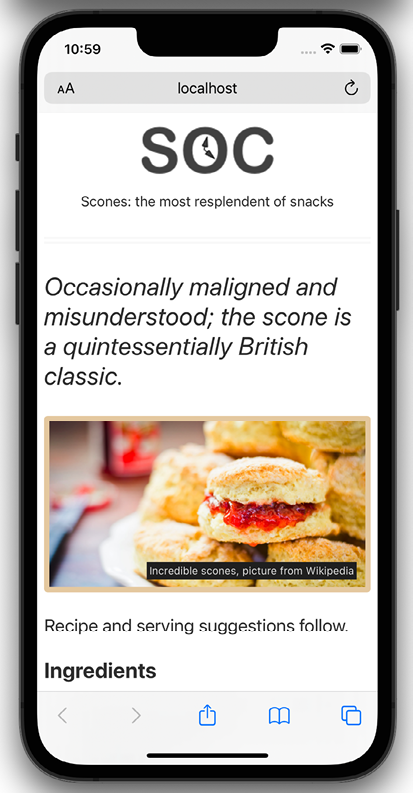 10:59
AA
localhost
SOC
Scones: the most resplendent of snacks
Occasionally maligned and
misunderstood; the scone is
a quintessentially British
classic.
Incredible scones, picture from Wikipedia
Recipe and serving suggestions follow.
Ingredients